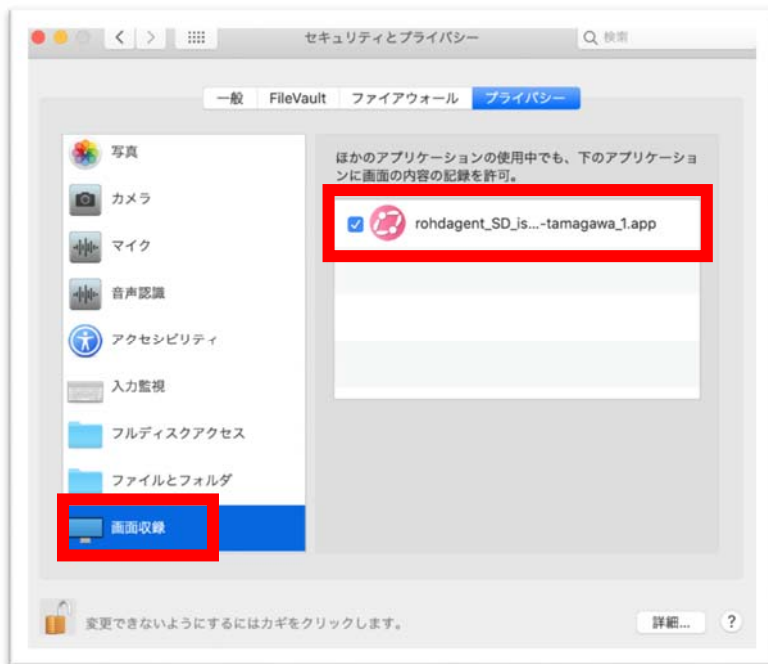 セキュリティとプライバシー
検索
一般 FileVault ファイアウォール プライバシー
写真
カメラ
マイク
音声認識
アクセシビリティ
入力監視
フルディスクアクセス
ファイルとフォルダ
画面収録
ほかのアプリケーションの使用中でも、下のアプリケーショ
ンに画面の内容の記録を許可。
rohdagent_SD_is...-tamagawa_1.app
変更できないようにするにはカギをクリックします。
詳細... ?